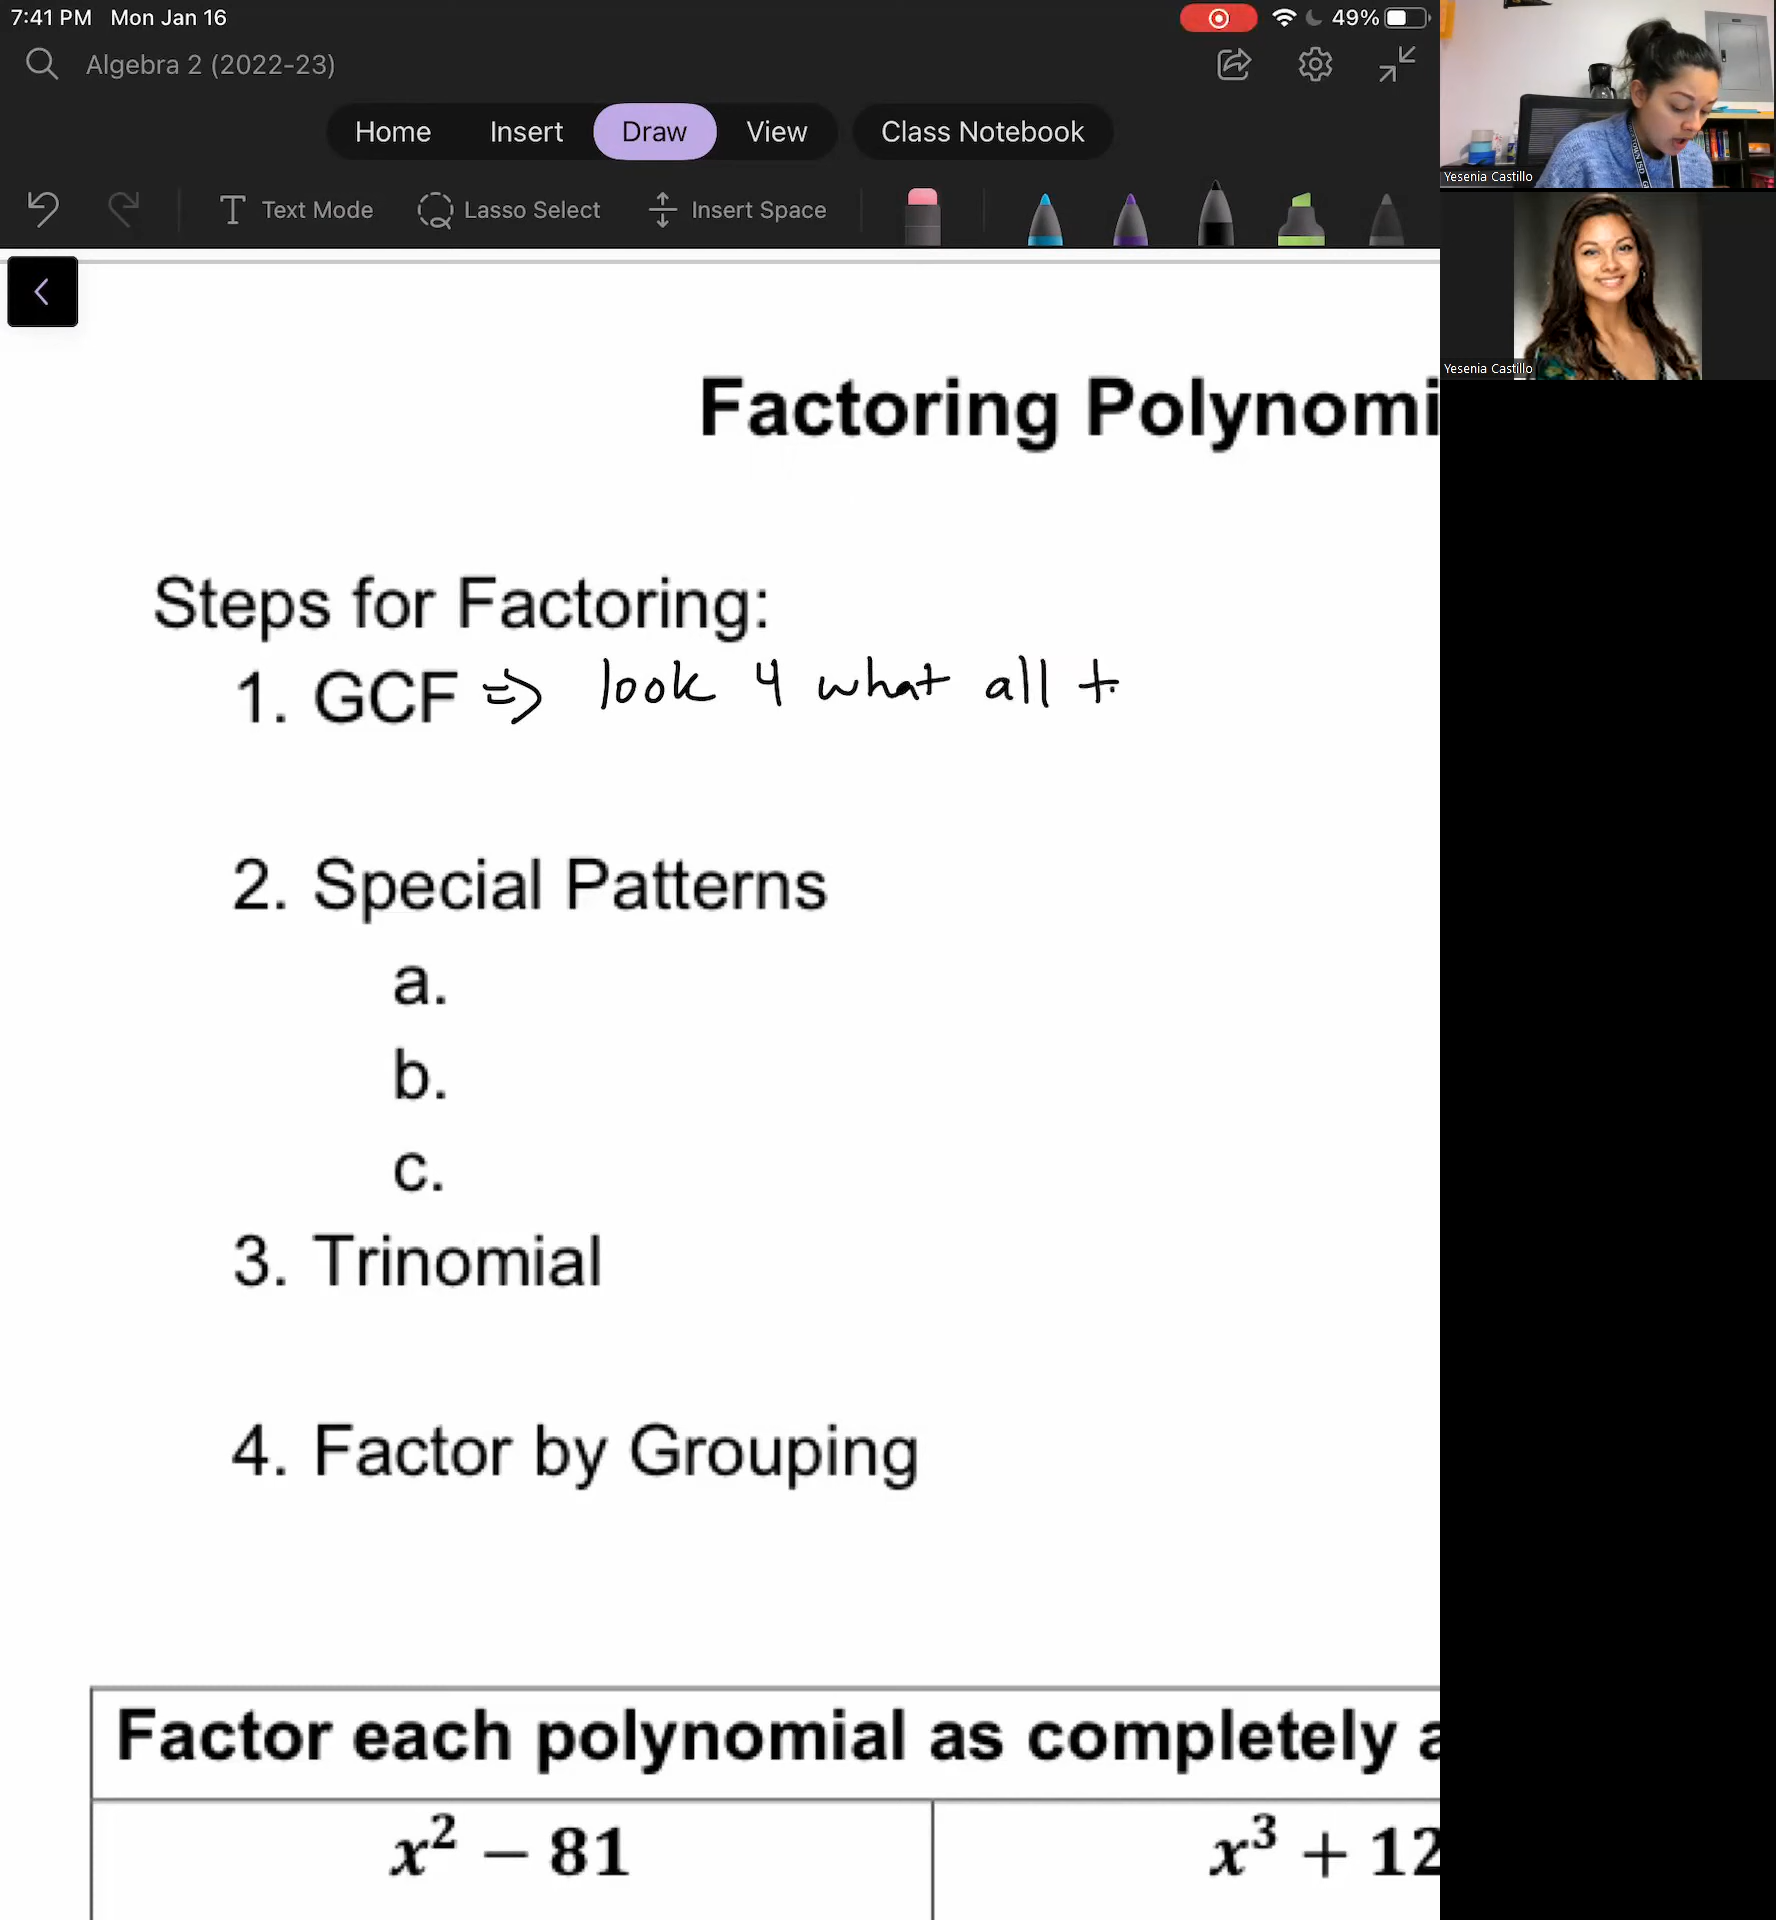 7:41 PM Mon Jan 16
49%
Algebra 2 (2022-23)
Home Insert Draw View Class Notebook
Text Mode Lasso Select Insert Space
Yesenia Castillo
Yesenia Castillo
Factoring Polynomi
Steps for Factoring:
1. GCF => look 4 what all t
2. Special Patterns
a.
b.
c.
3. Trinomial
4. Factor by Grouping
Factor each polynomial as completely a
x² − 81
x³ + 12